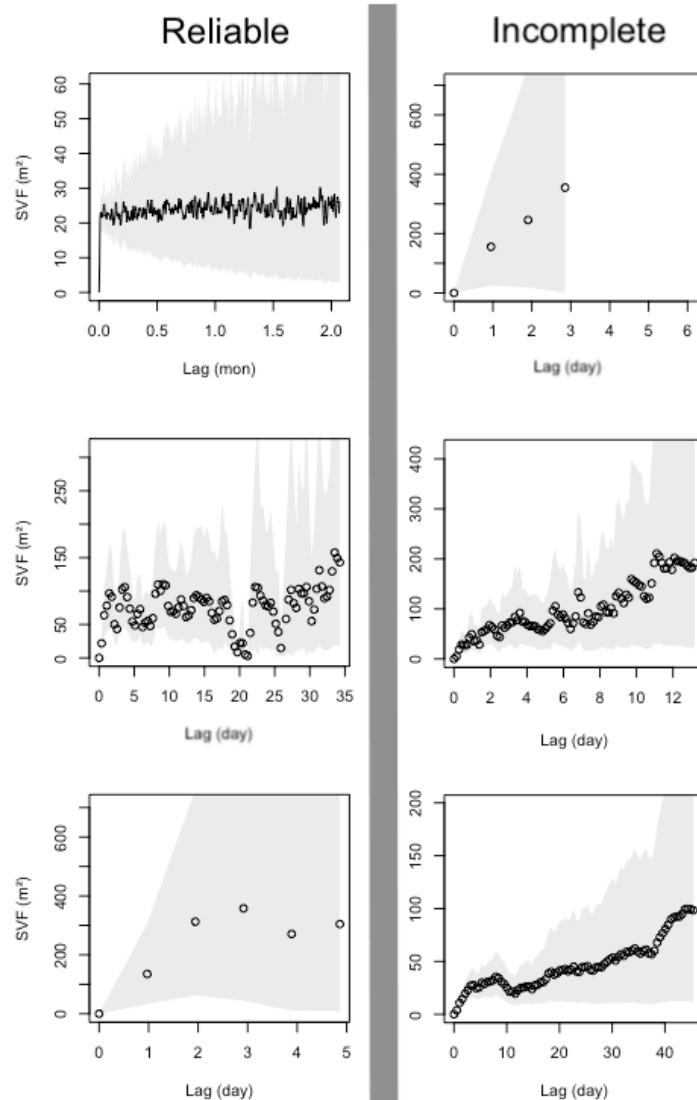 Reliable
Incomplete
SVF (m²)
0 10 20 30 40 50 60
0.0 0.5 1.0 1.5 2.0
Lag (mon)
0 200 400 600
0 1 2 3 4 5 6
Lag (day)
SVF (m²)
0 50 150 250
0 5 10 15 20 25 30 35
Lag (day)
0 100 200 300 400
0 2 4 6 8 10 12
Lag (day)
SVF (m²)
0 200 400 600
0 1 2 3 4 5
Lag (day)
0 50 100 150 200
0 10 20 30 40
Lag (day)